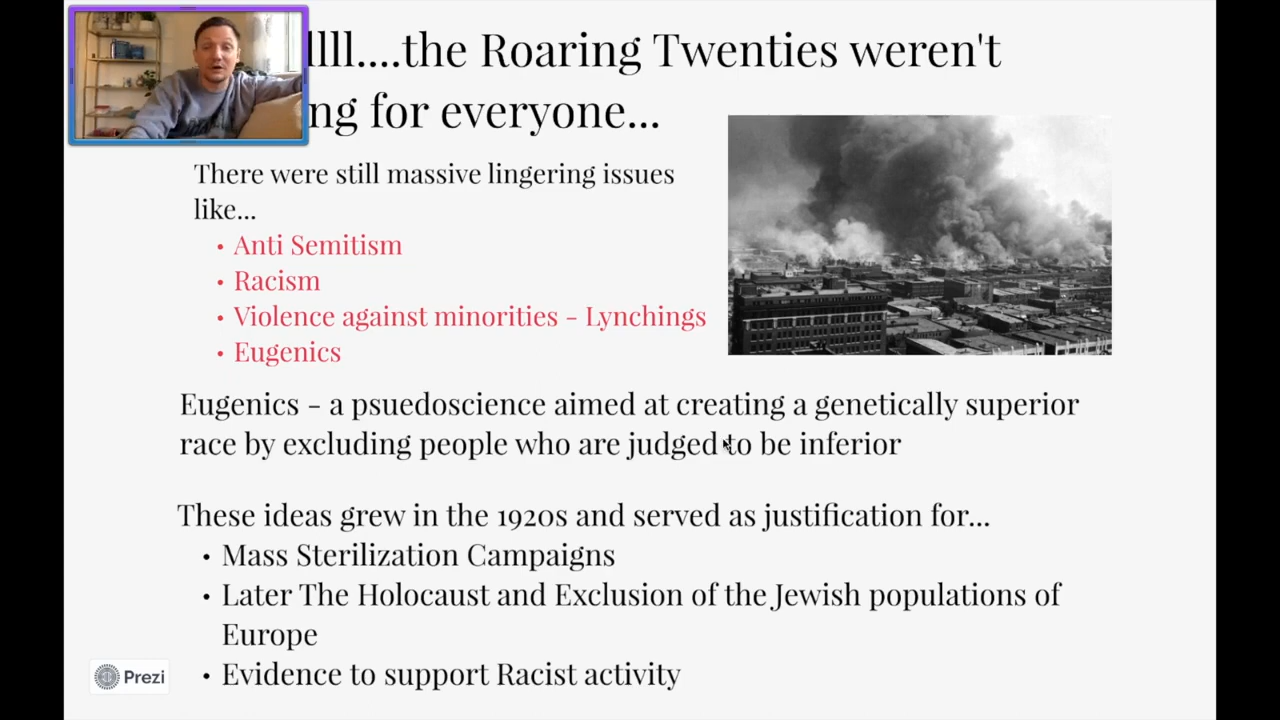 llll....the Roaring Twenties weren't
ng for everyone...
There were still massive lingering issues
like...
• Anti Semitism
• Racism
• Violence against minorities - Lynchings
• Eugenics
Eugenics - a psuedoscience aimed at creating a genetically superior
race by excluding people who are judged to be inferior
These ideas grew in the 1920s and served as justification for...
• Mass Sterilization Campaigns
• Later The Holocaust and Exclusion of the Jewish populations of
Europe
• Evidence to support Racist activity
Prezi